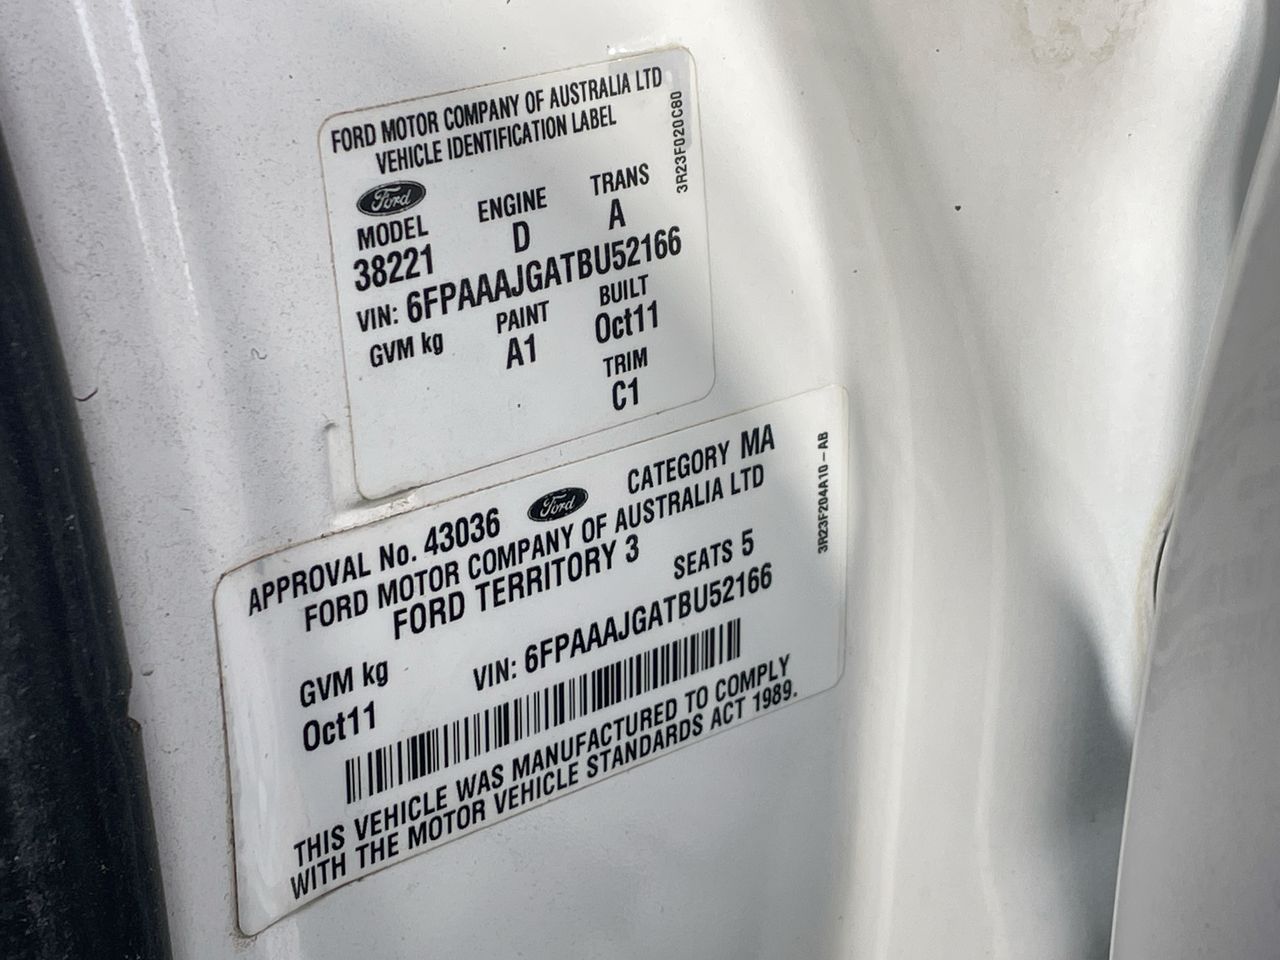 FORD MOTOR COMPANY OF AUSTRALIA LTD
VEHICLE IDENTIFICATION LABEL
3R23F020C80
Ford
MODEL ENGINE TRANS
38221 D A
VIN: 6FPAAAJGATBU52166
GVM kg PAINT BUILT
A1 Oct11
TRIM
C1
APPROVAL No. 43036 Ford CATEGORY MA
FORD MOTOR COMPANY OF AUSTRALIA LTD
FORD TERRITORY 3 SEATS 5
3R23F204A10-AB
GVM kg VIN: 6FPAAAJGATBU52166
Oct11
THIS VEHICLE WAS MANUFACTURED TO COMPLY
WITH THE MOTOR VEHICLE STANDARDS ACT 1989.